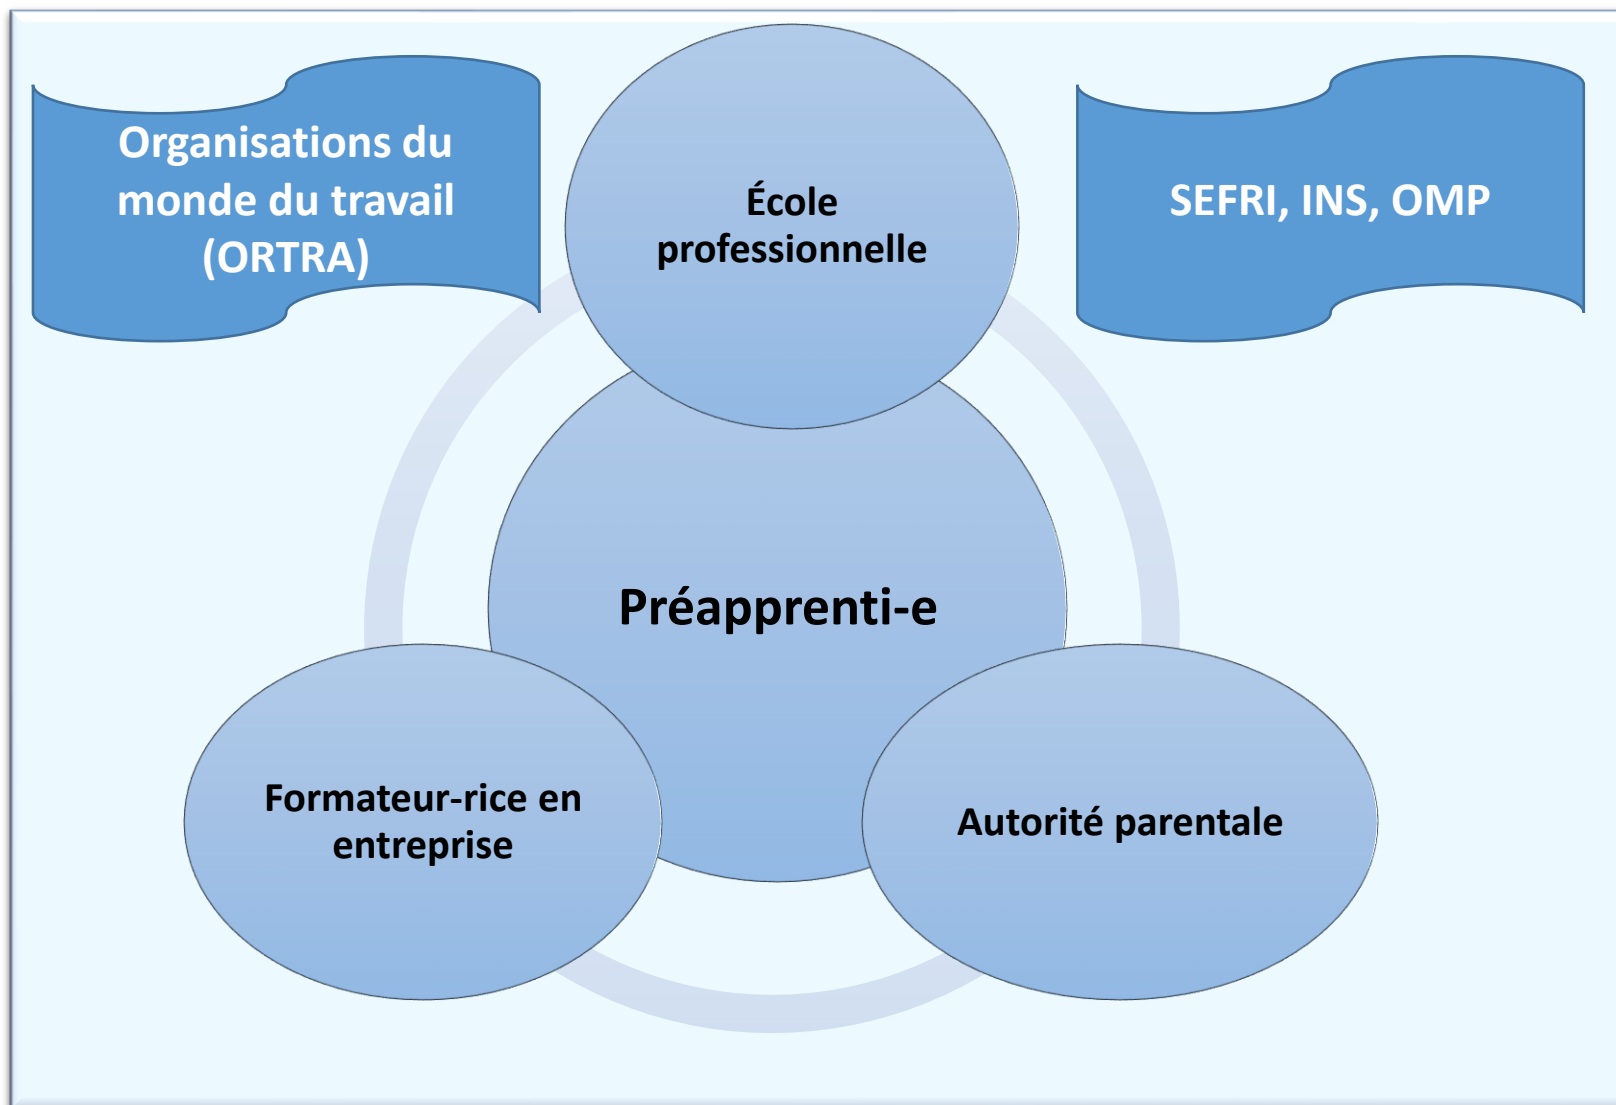 Organisations du
monde du travail
(ORTRA)
École
professionnelle
SEFRI, INS, OMP
Préapprenti-e
Formateur-rice en
entreprise
Autorité parentale